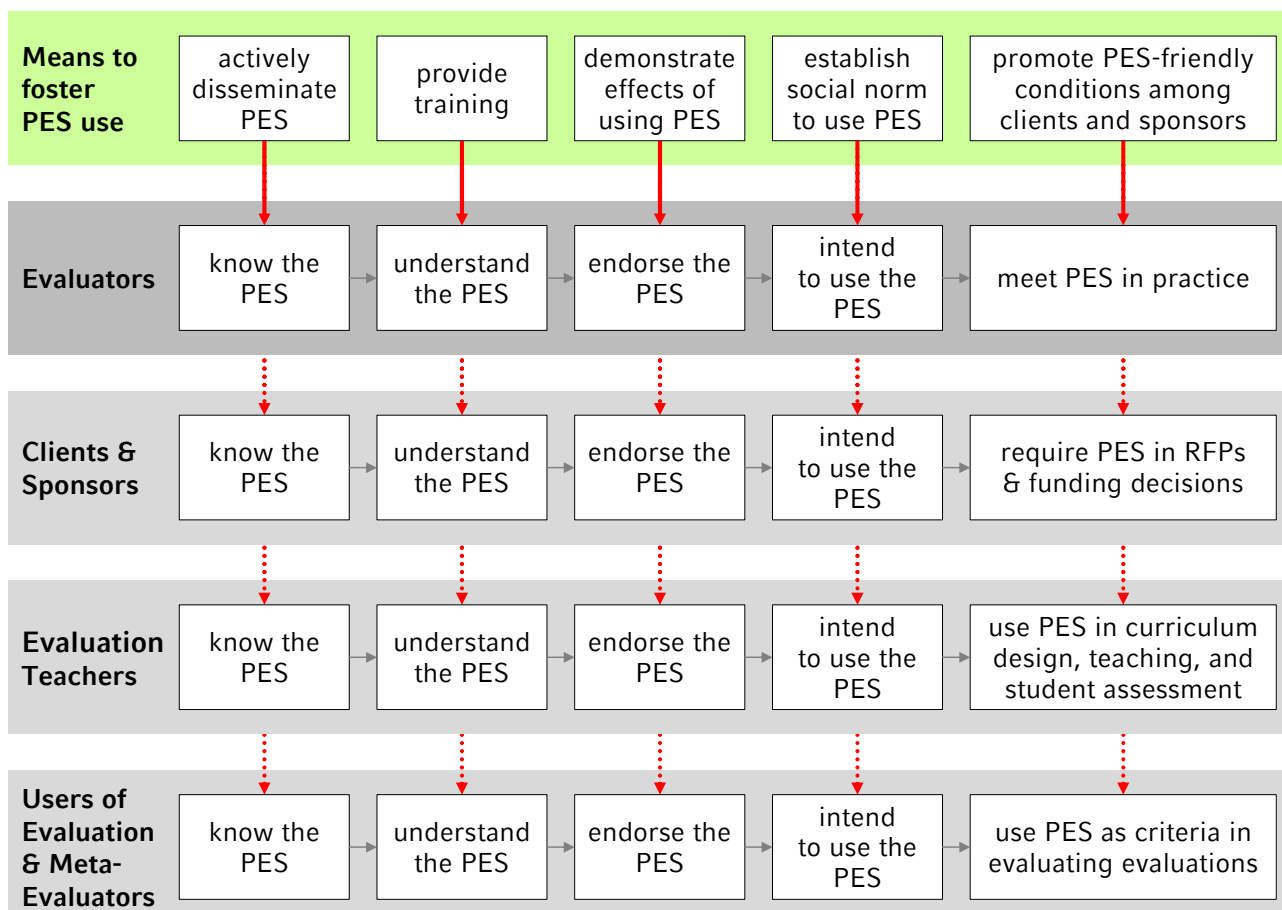 Means to
foster
PES use
actively
disseminate
PES
provide
training
demonstrate
effects of
using PES
establish
social norm
to use PES
promote PES-friendly
conditions among
clients and sponsors
Evaluators
know the
PES
understand
the PES
endorse the
PES
intend
to use the
PES
meet PES in practice
Clients &
Sponsors
know the
PES
understand
the PES
endorse the
PES
intend
to use the
PES
require PES in RFPs
& funding decisions
Evaluation
Teachers
know the
PES
understand
the PES
endorse the
PES
intend
to use the
PES
use PES in curriculum
design, teaching, and
student assessment
Users of
Evaluation
& Meta-
Evaluators
know the
PES
understand
the PES
endorse the
PES
intend
to use the
PES
use PES as criteria in
evaluating evaluations